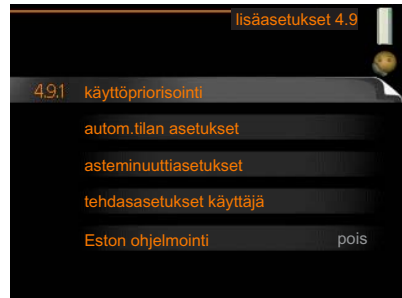 lisäasetukset 4.9
4.9.1 käyttöpriorisointi
autom.tilan asetukset
asteminuuttiasetukset
tehdasasetukset käyttäjä
Eston ohjelmointi pois